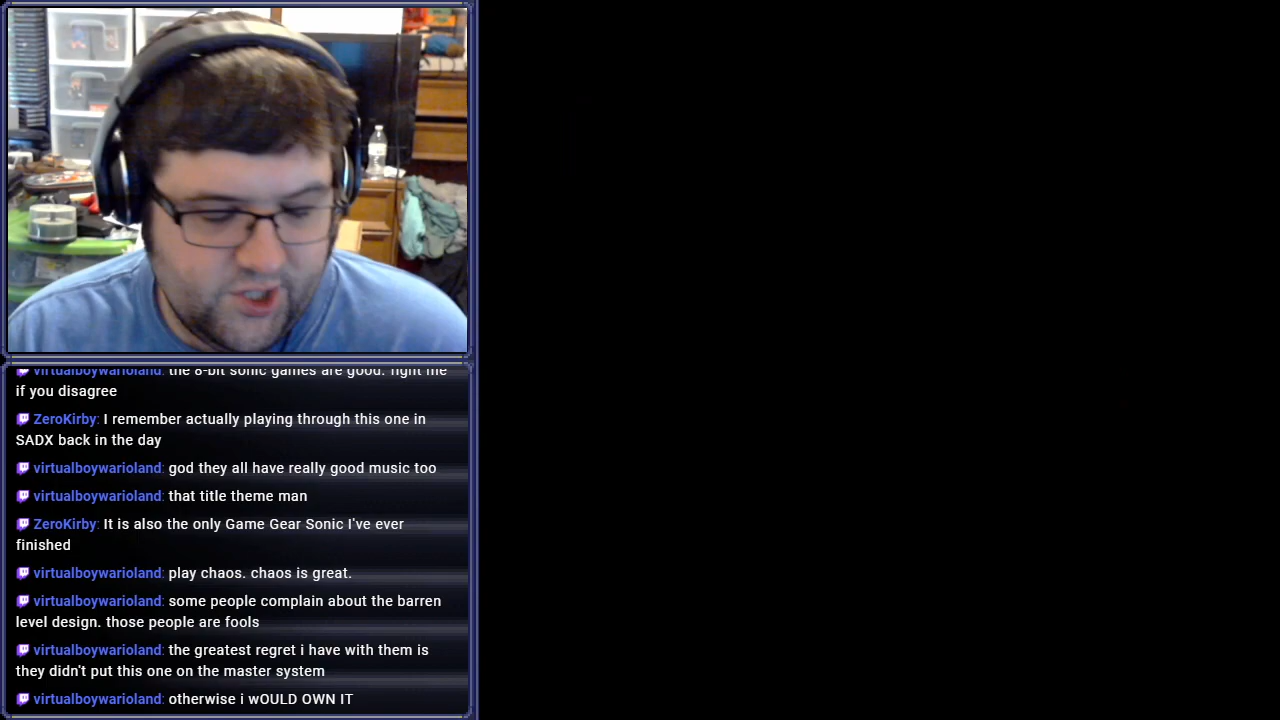 virtualboywarioland: the 8-bit sonic games are good. fight me
if you disagree
ZeroKirby: I remember actually playing through this one in
SADX back in the day
virtualboywarioland: god they all have really good music too
virtualboywarioland: that title theme man
ZeroKirby: It is also the only Game Gear Sonic I've ever
finished
virtualboywarioland: play chaos. chaos is great.
virtualboywarioland: some people complain about the barren
level design. those people are fools
virtualboywarioland: the greatest regret i have with them is
they didn't put this one on the master system
virtualboywarioland: otherwise i wOULD OWN IT